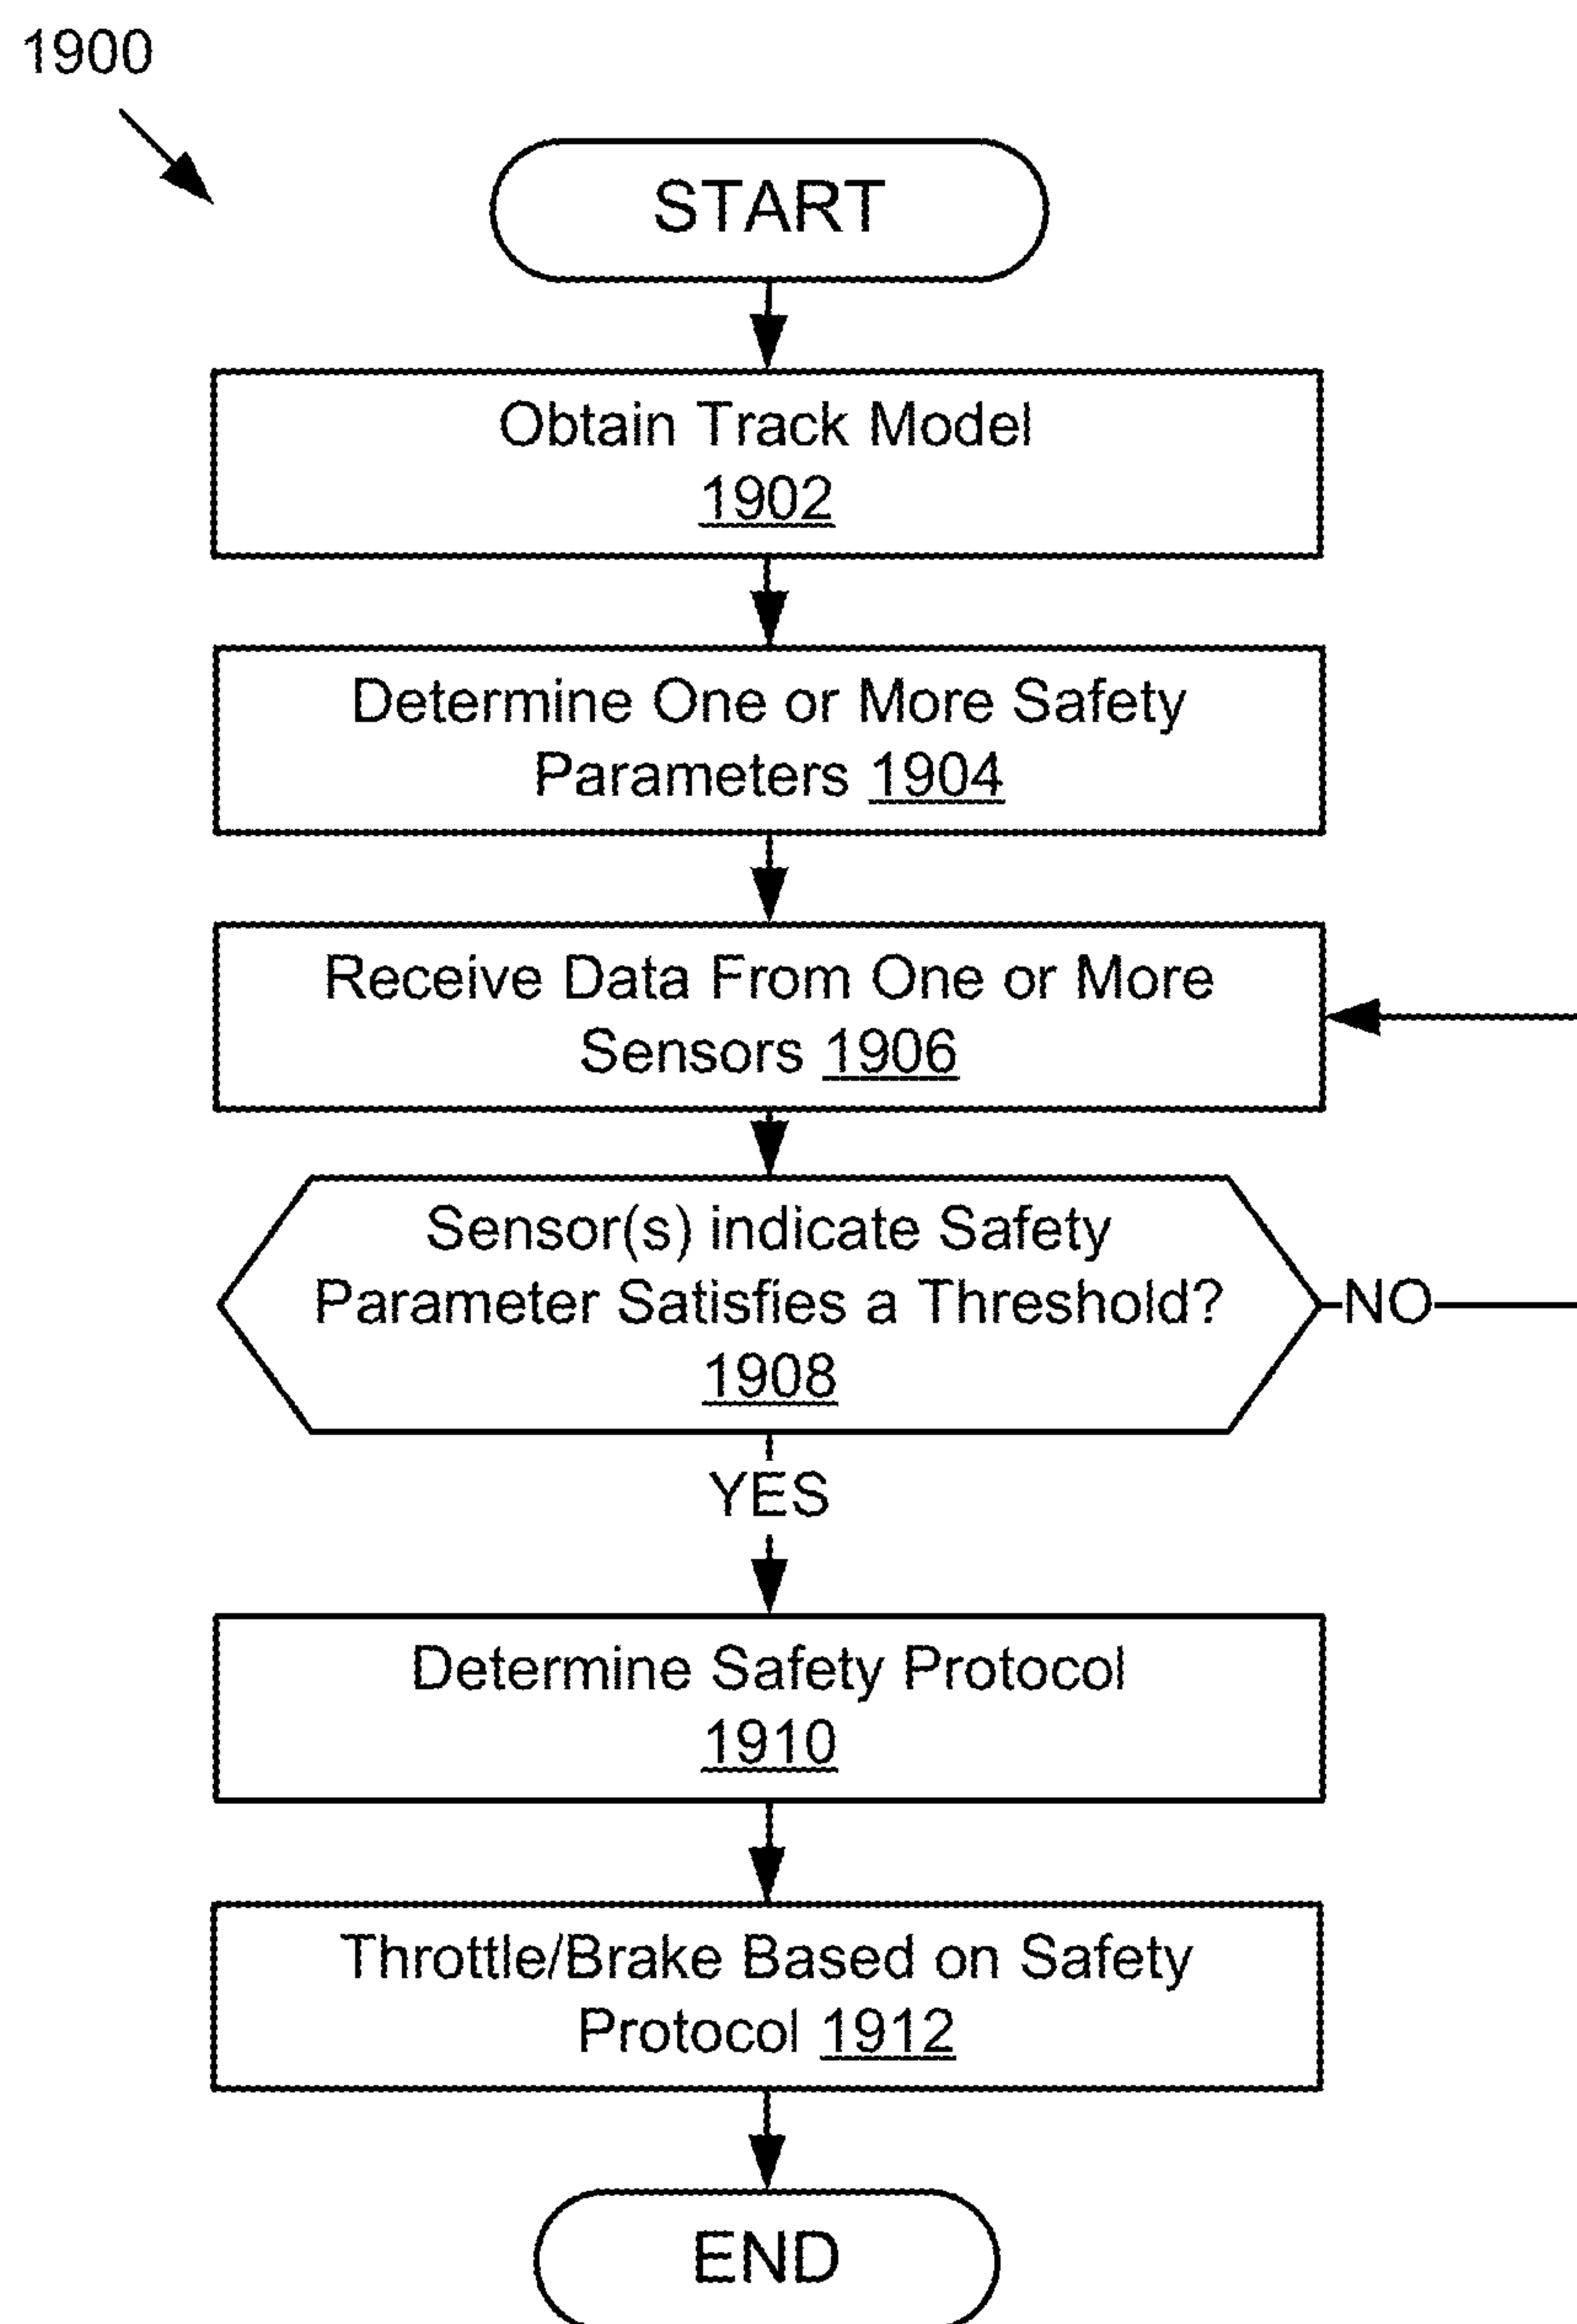 1900
START
Obtain Track Model
1902
Determine One or More Safety
Parameters 1904
Receive Data From One or More
Sensors 1906
Sensor(s) indicate Safety
Parameter Satisfies a Threshold?
1908
NO
YES
Determine Safety Protocol
1910
Throttle/Brake Based on Safety
Protocol 1912
END